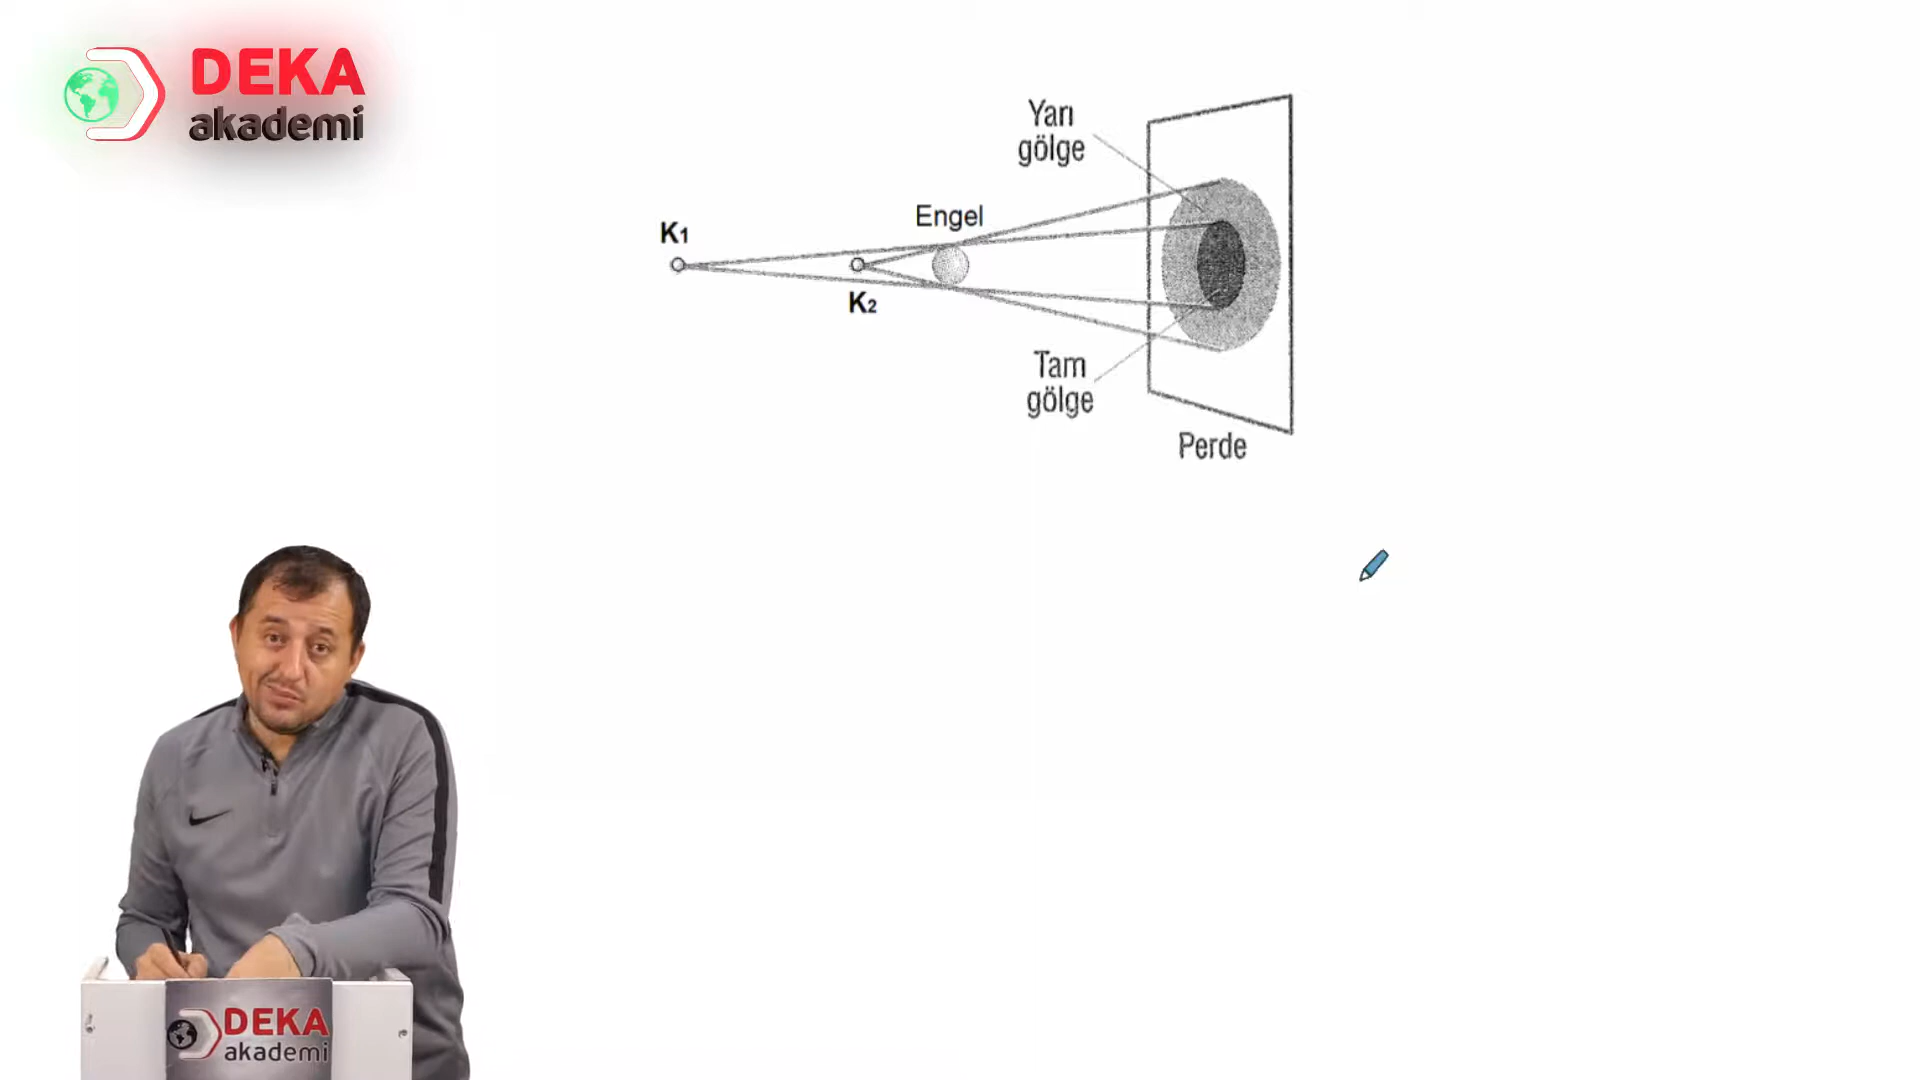 DEKA
akademi
Yarı
gölge
Engel
K1
K2
Tam
gölge
Perde
DEKA
akademi